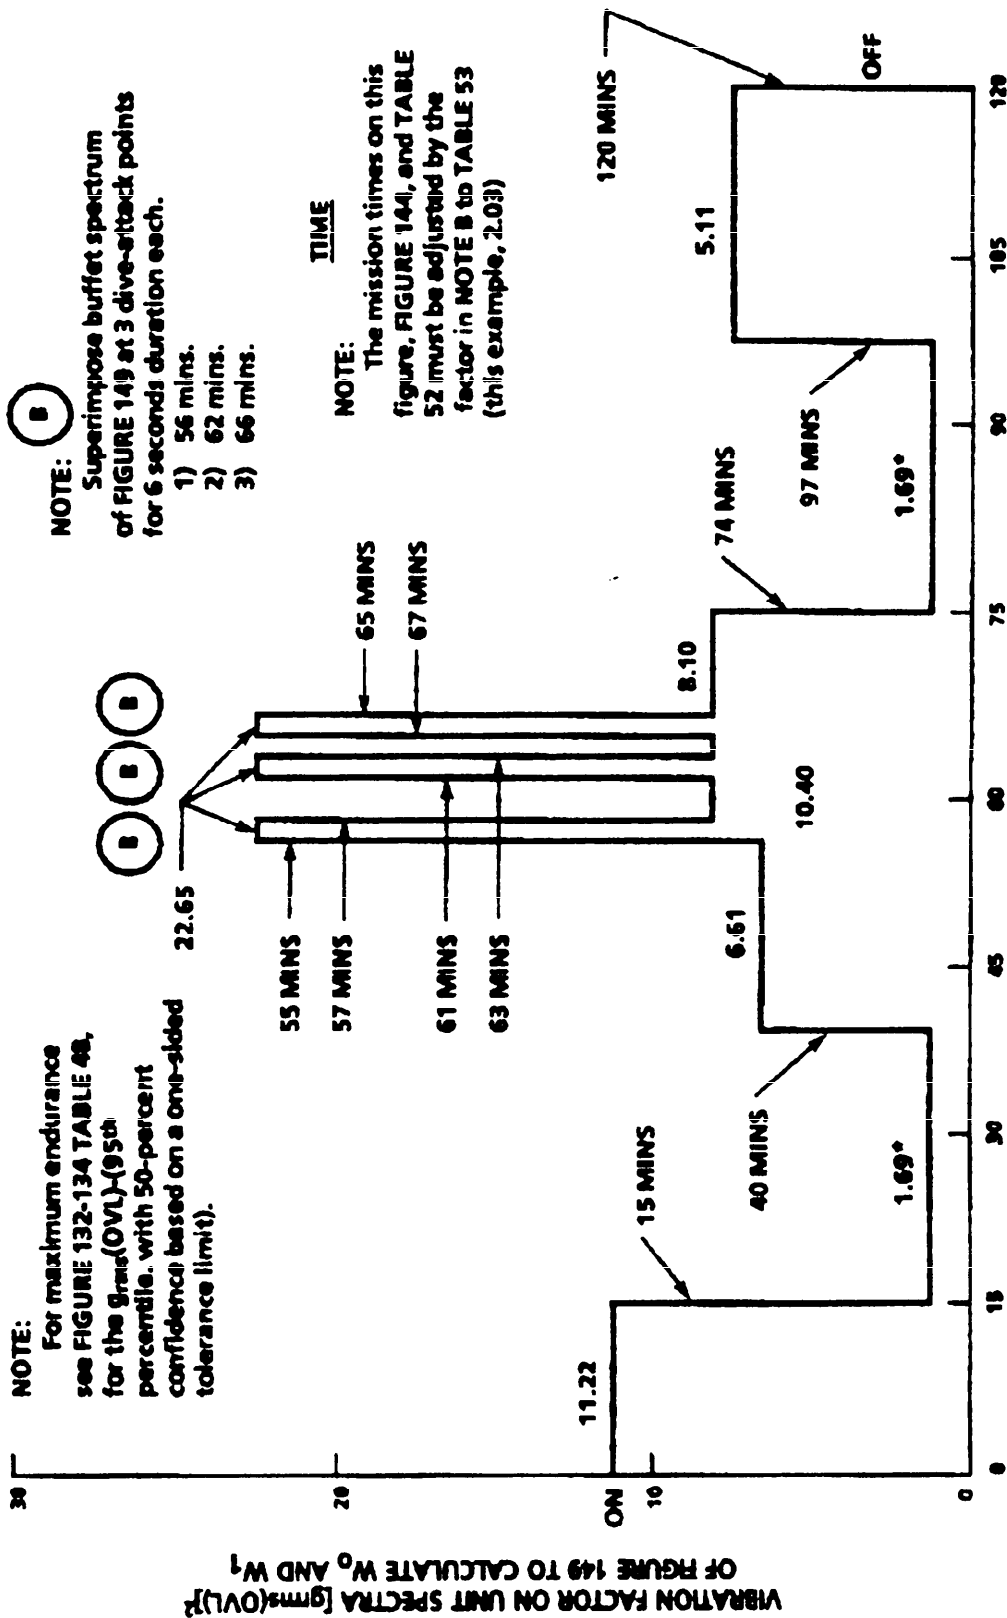 NOTE:
For maximum endurance
see FIGURE 132-134 TABLE 48,
for the grms(OVL)-(95th
percentile, with 50-percent
confidence based on a one-sided
tolerance limit).
B
NOTE:
Superimpose buffet spectrum
of FIGURE 149 at 3 dive-attack points
for 6 seconds duration each.
1) 56 mins.
2) 62 mins.
3) 66 mins.
TIME
NOTE:
The mission times on this
figure, FIGURE 144, and TABLE
52 must be adjusted by the
factor in NOTE B to TABLE 53
(this example, 2.03)
B B B
22.65
55 MINS
57 MINS
61 MINS
63 MINS
65 MINS
67 MINS
11.22
15 MINS
1.69*
40 MINS
6.61
10.40
8.10
74 MINS
1.69*
97 MINS
5.11
120 MINS
ON
OFF
30
20
10
0
0 15 30 45 60 75 90 105 120
VIBRATION FACTOR ON UNIT SPECTRA [grms(OVL)]²
OF FIGURE 149 TO CALCULATE W₀ AND W₁